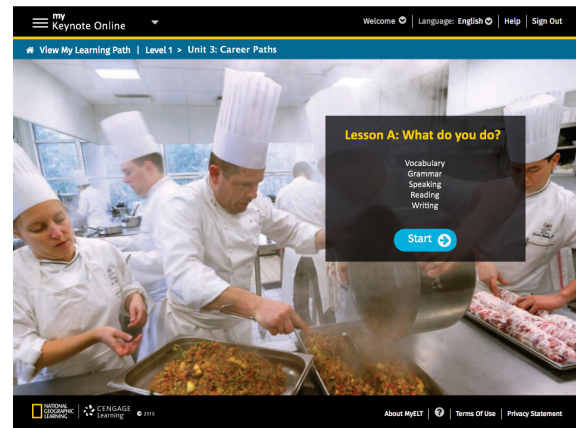 my
Keynote Online
Welcome | Language: English | Help | Sign Out
View My Learning Path | Level 1 > Unit 3: Career Paths
Lesson A: What do you do?
Vocabulary
Grammar
Speaking
Reading
Writing
Start
NATIONAL
GEOGRAPHIC
LEARNING
CENGAGE
Learning
© 2016
About MyELT | ? | Terms Of Use | Privacy Statement